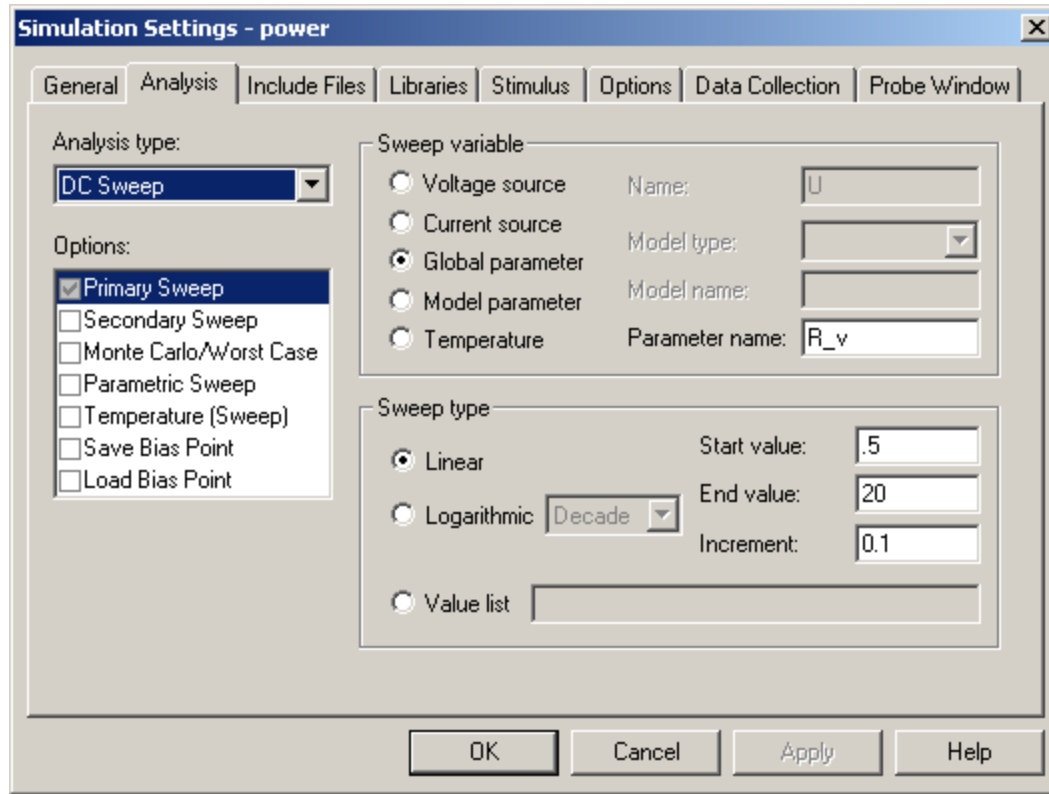 Simulation Settings - power
General Analysis Include Files Libraries Stimulus Options Data Collection Probe Window
Analysis type:
DC Sweep
Options:
Primary Sweep
Secondary Sweep
Monte Carlo/Worst Case
Parametric Sweep
Temperature (Sweep)
Save Bias Point
Load Bias Point
Sweep variable
Voltage source Name: U
Current source
Model type:
Global parameter
Model parameter Model name:
Temperature Parameter name: R_v
Sweep type
Linear Start value: .5
End value: 20
Logarithmic Decade
Increment: 0.1
Value list
OK Cancel Apply Help